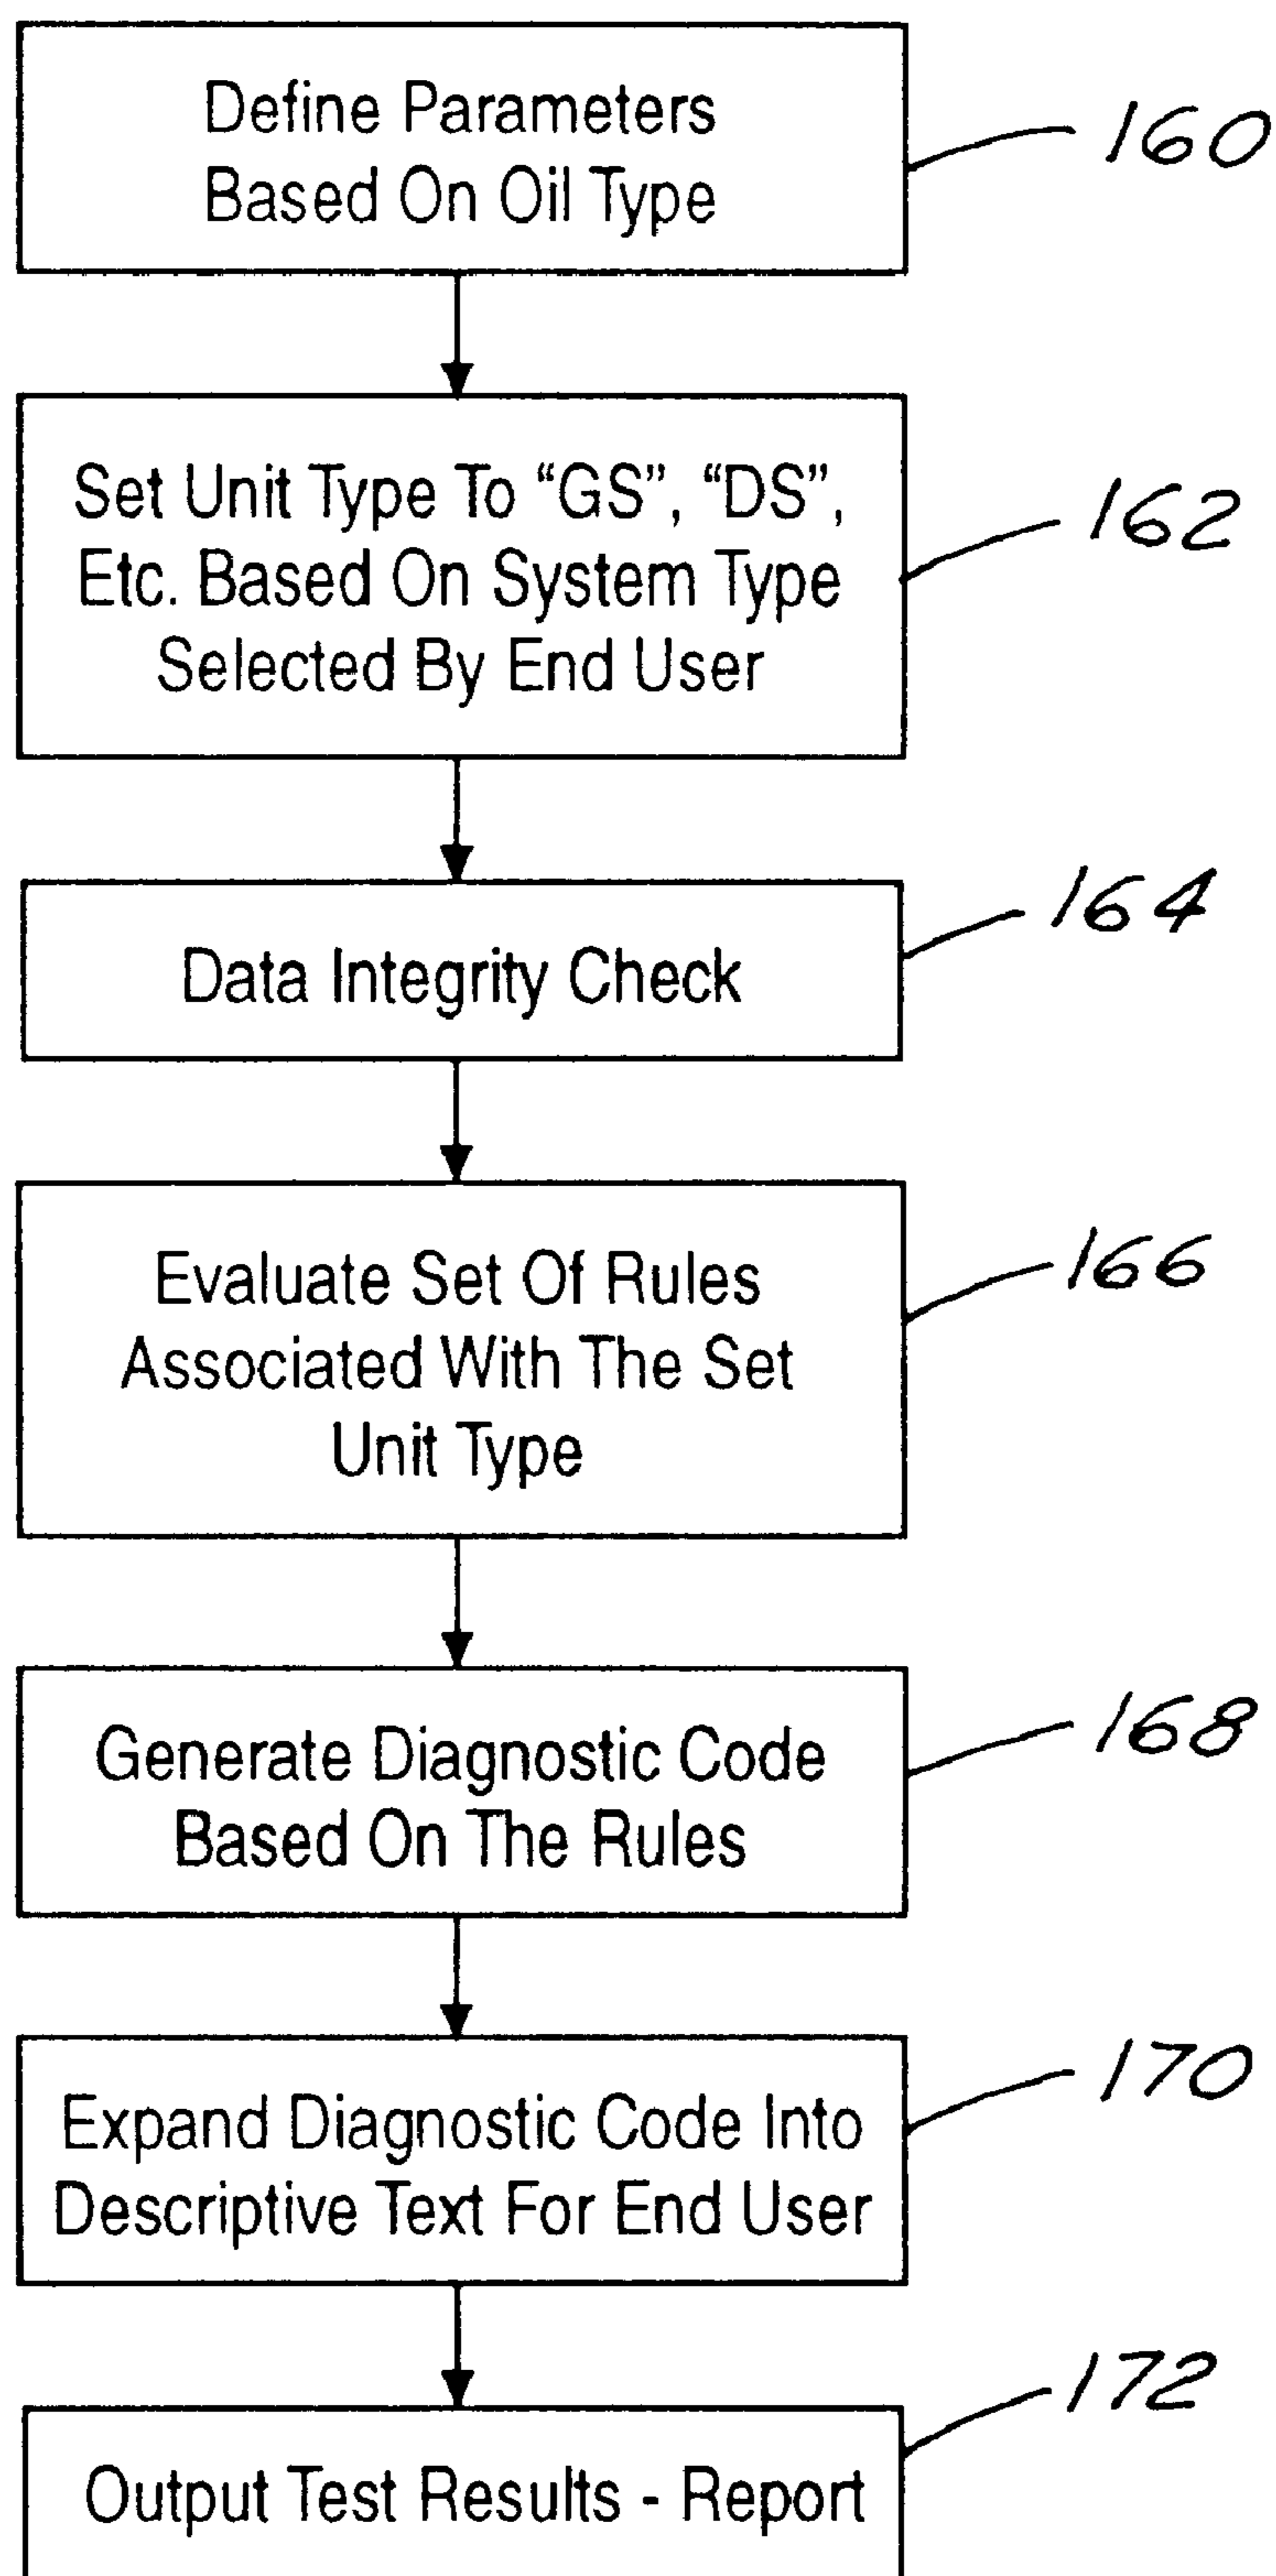 Define Parameters
Based On Oil Type
160
Set Unit Type To “GS”, “DS”,
Etc. Based On System Type
Selected By End User
162
Data Integrity Check
164
Evaluate Set Of Rules
Associated With The Set
Unit Type
166
Generate Diagnostic Code
Based On The Rules
168
Expand Diagnostic Code Into
Descriptive Text For End User
170
Output Test Results - Report
172